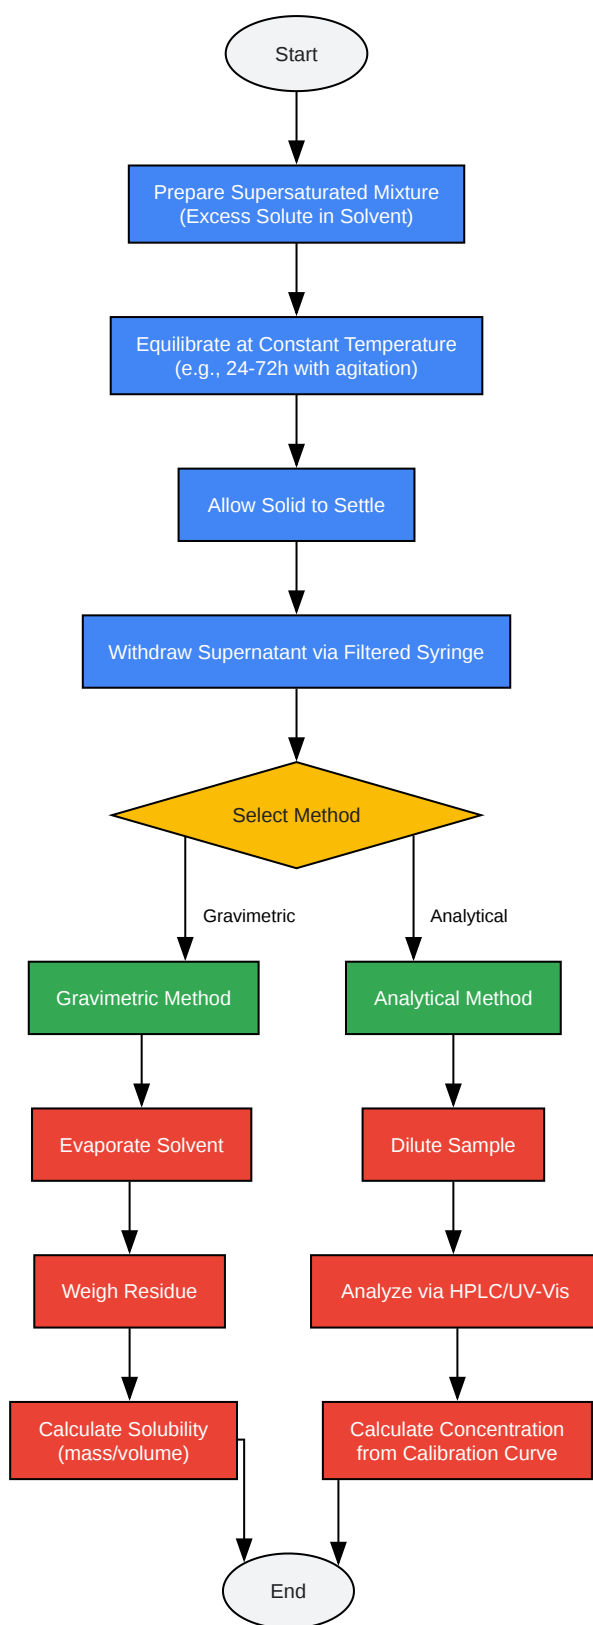 Start
Prepare Supersaturated Mixture
(Excess Solute in Solvent)
Equilibrate at Constant Temperature
(e.g., 24-72h with agitation)
Allow Solid to Settle
Withdraw Supernatant via Filtered Syringe
Select Method
Gravimetric
Analytical
Gravimetric Method
Analytical Method
Evaporate Solvent
Dilute Sample
Weigh Residue
Analyze via HPLC/UV-Vis
Calculate Solubility
(mass/volume)
Calculate Concentration
from Calibration Curve
End